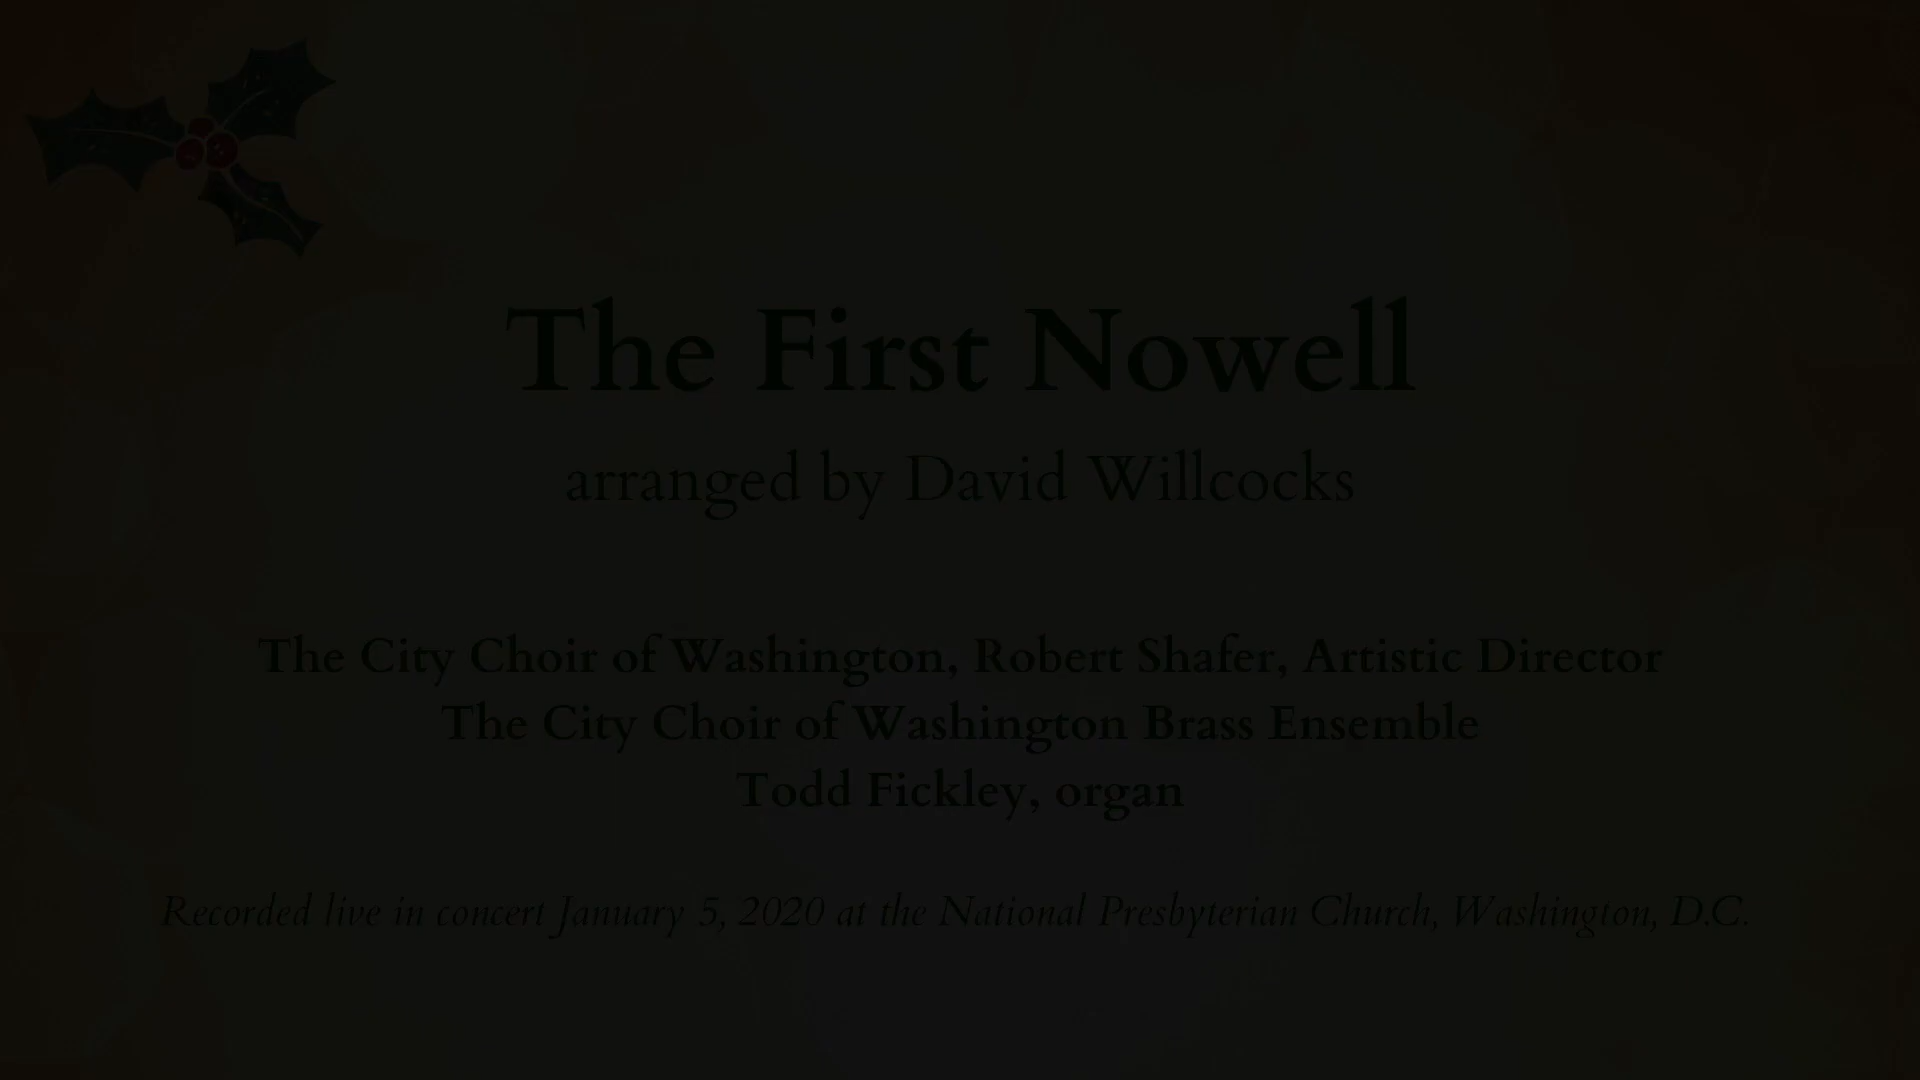 The First Nowell
arranged by David Willcocks
The City Choir of Washington, Robert Shafer, Artistic Director
The City Choir of Washington Brass Ensemble
Todd Fickley, organ
Recorded live in concert January 5, 2020 at the National Presbyterian Church, Washington, D.C.